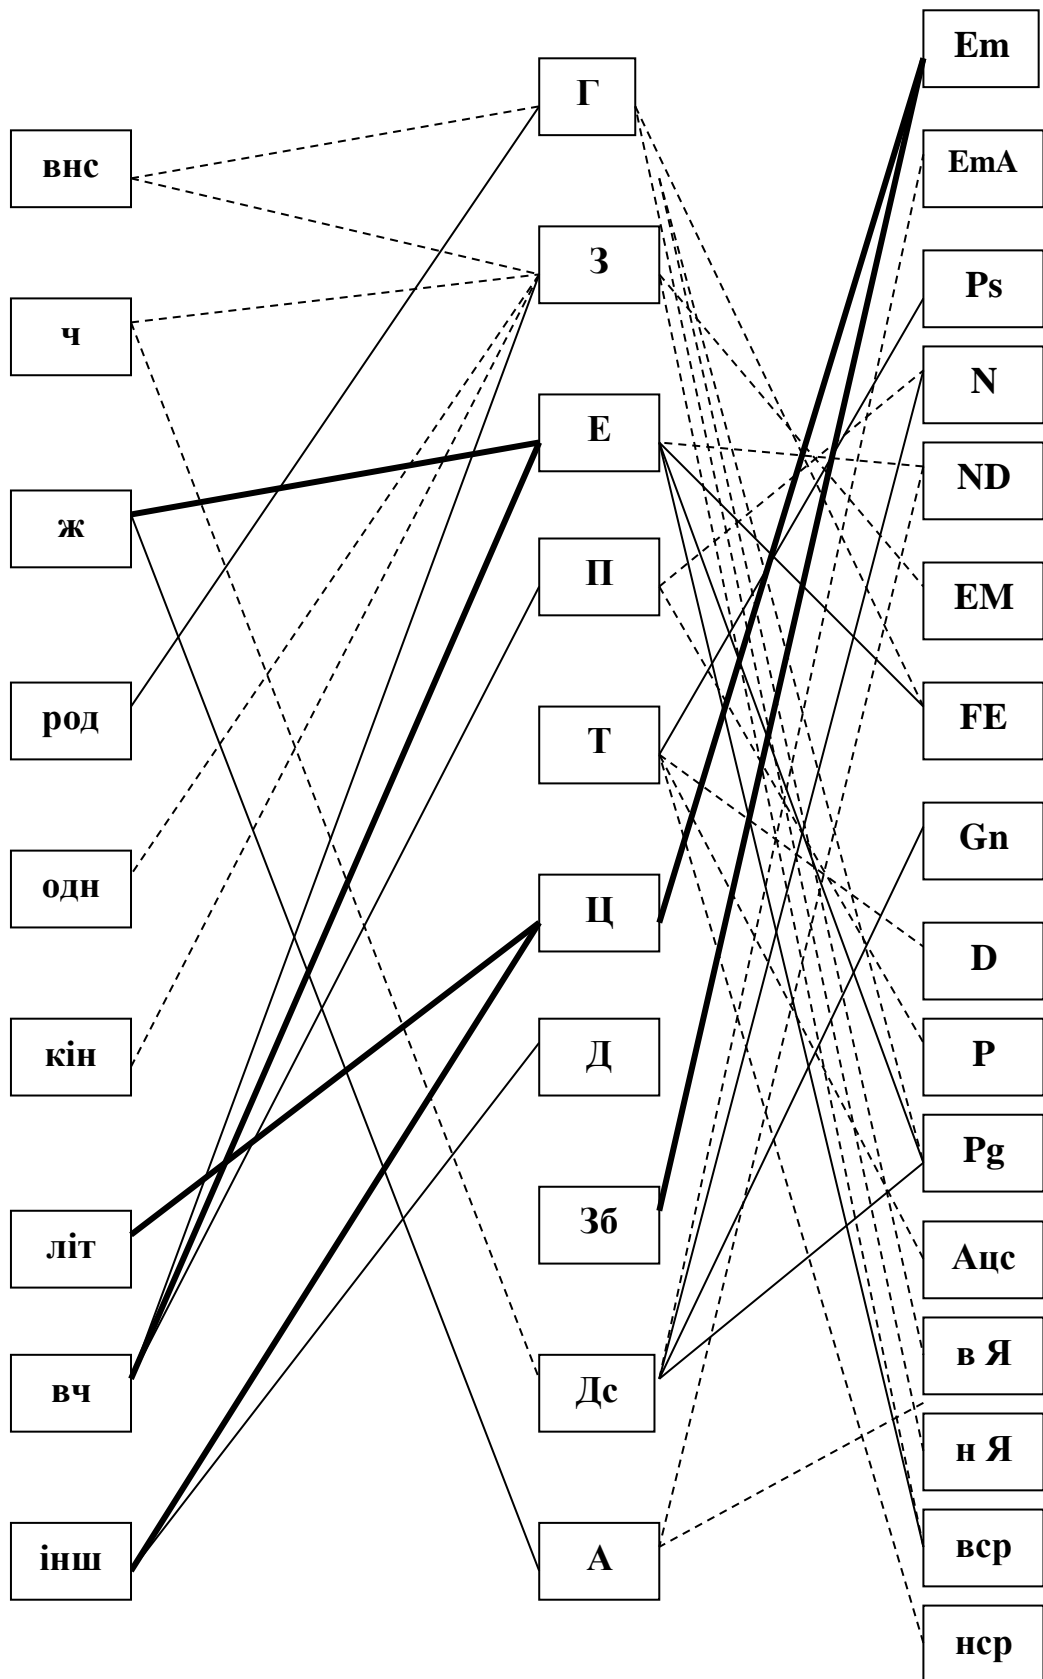 внс
ч
ж
род
одн
кін
літ
вч
інш
Г
З
Е
П
Т
Ц
Д
Зб
Дс
А
Em
EmA
Ps
N
ND
EM
FE
Gn
D
P
Pg
Ацс
в Я
н Я
вср
нср